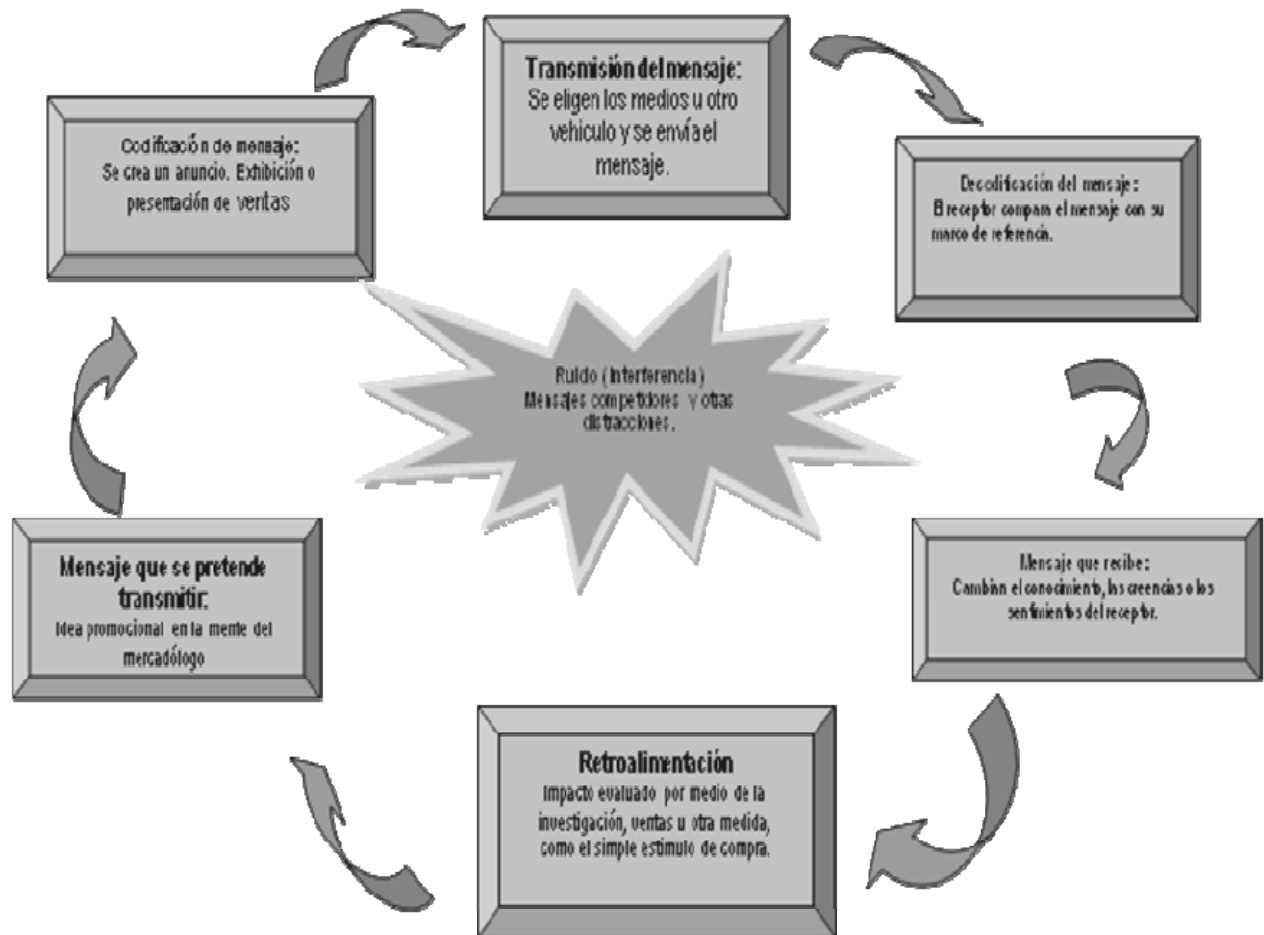 Transmisión del mensaje:
Se eligen los medios u otro
vehiculo y se envía el
mensaje.
Codificación de mensaje:
Se crea un anuncio. Exhibición o
presentación de ventas
Decodificación del mensaje:
El receptor compara el mensaje con su
marco de referencia.
Ruido (Interferencia)
Mensajes competidores y otras
distracciones.
Mensaje que se pretende
transmitir:
Idea promocional en la mente del
mercadólogo
Mensaje que recibe:
Cambian el conocimiento, las creencias o los
sentimientos del receptor.
Retroalimentación
Impacto evaluado por medio de la
investigación, ventas u otra medida,
como el simple estimulo de compra.